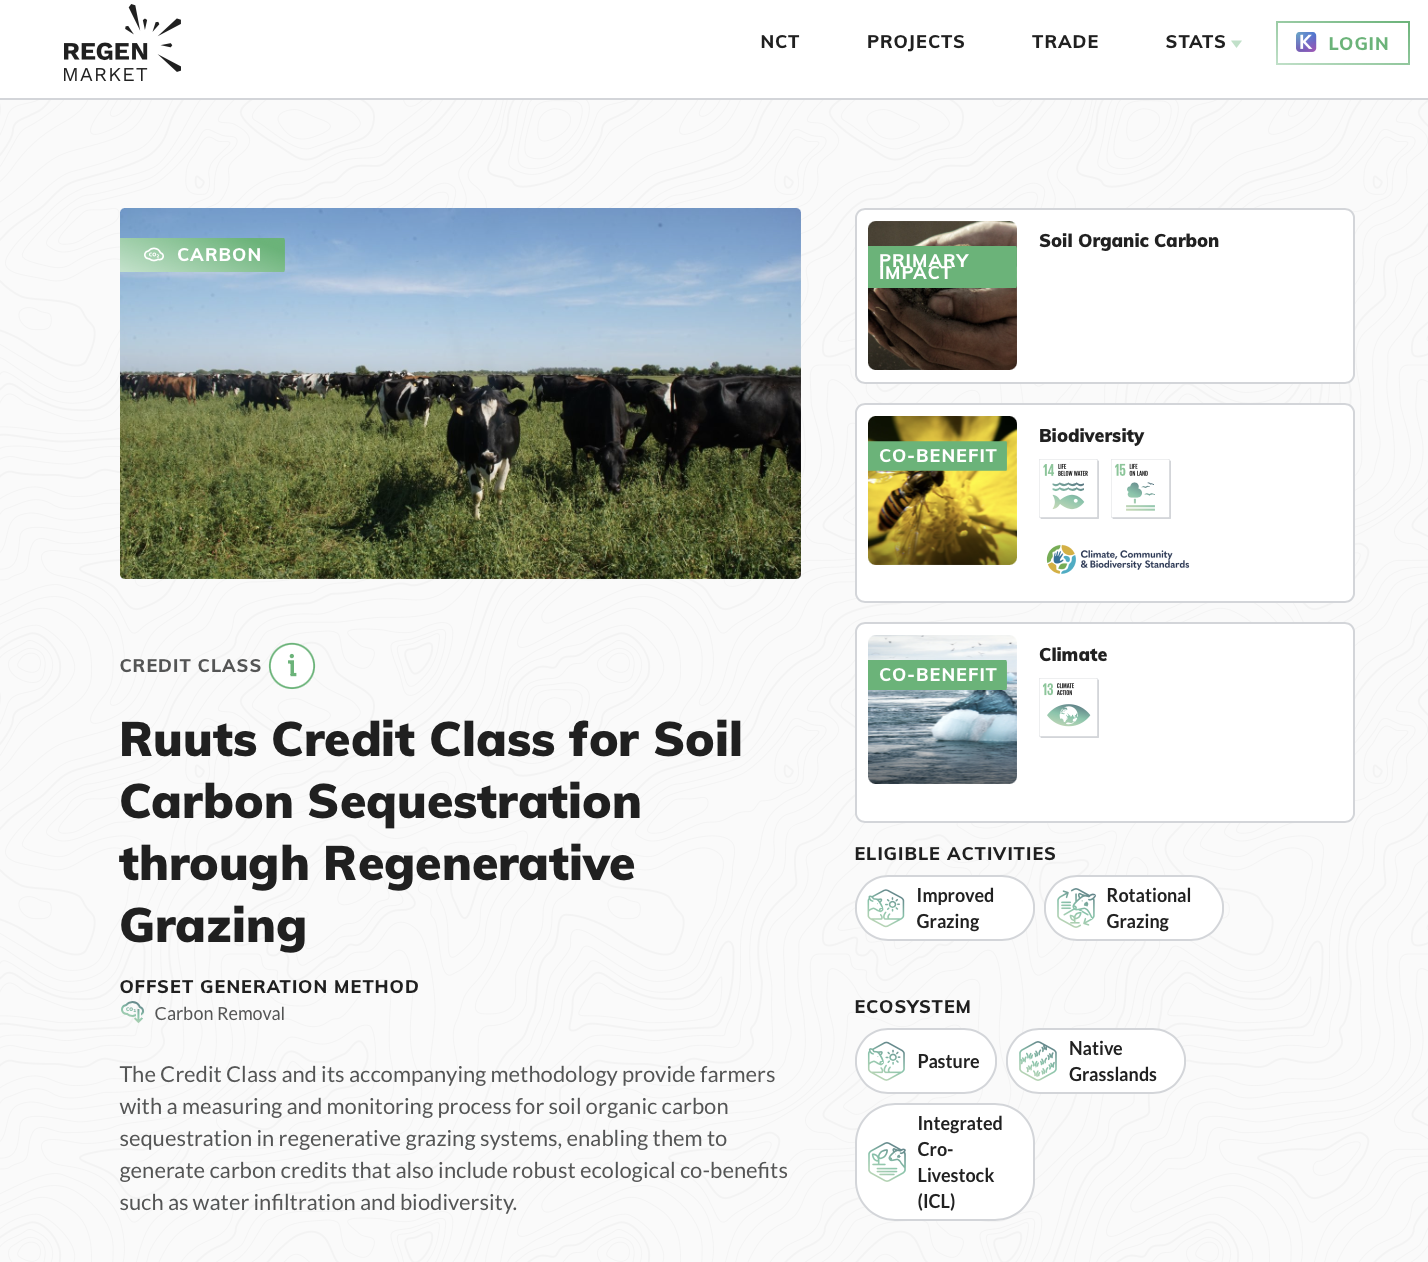 REGEN
MARKET
NCT
PROJECTS
TRADE
STATS
K LOGIN
CO₂ CARBON
CREDIT CLASS i
Ruuts Credit Class for Soil
Carbon Sequestration
through Regenerative
Grazing
OFFSET GENERATION METHOD
CO₂ Carbon Removal
The Credit Class and its accompanying methodology provide farmers
with a measuring and monitoring process for soil organic carbon
sequestration in regenerative grazing systems, enabling them to
generate carbon credits that also include robust ecological co-benefits
such as water infiltration and biodiversity.
PRIMARY
IMPACT
Soil Organic Carbon
CO-BENEFIT
Biodiversity
14 LIFE
BELOW WATER
15 LIFE
ON LAND
Climate, Community
& Biodiversity Standards
CO-BENEFIT
Climate
13 CLIMATE
ACTION
ELIGIBLE ACTIVITIES
Improved
Grazing
Rotational
Grazing
ECOSYSTEM
Pasture
Native
Grasslands
Integrated
Cro-
Livestock
(ICL)